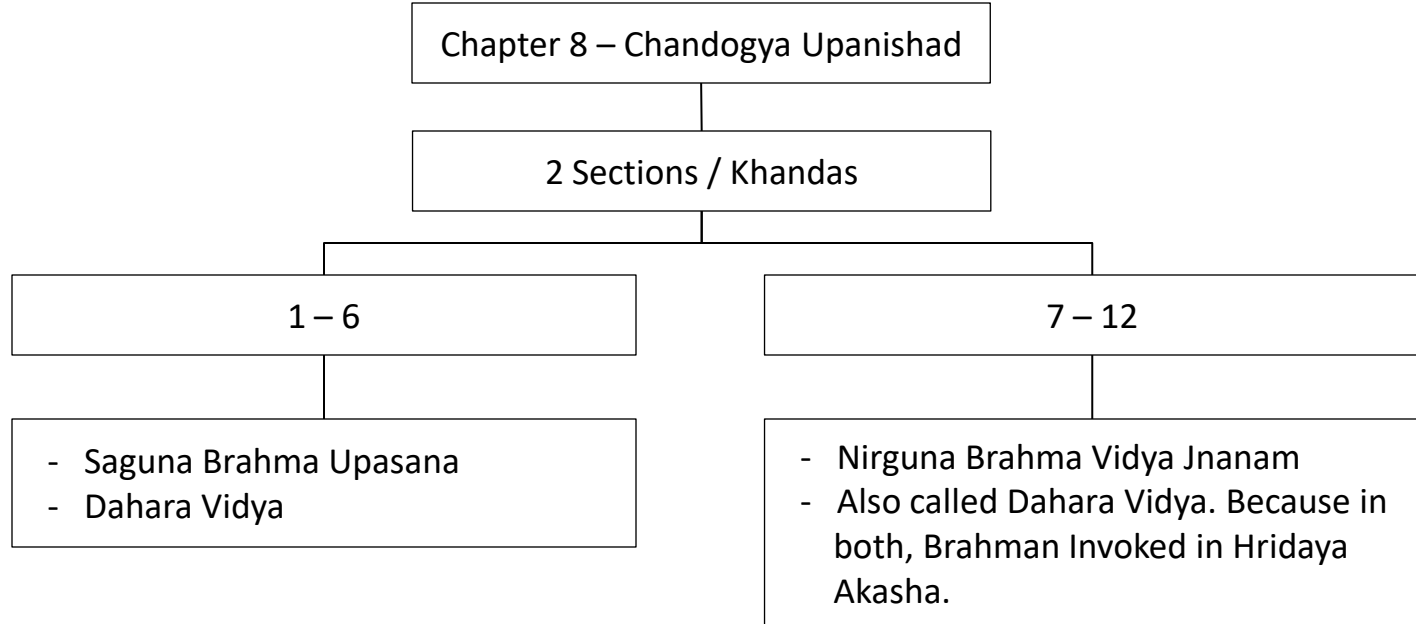 Chapter 8 – Chandogya Upanishad
2 Sections / Khandas
1 – 6
7 – 12
- Saguna Brahma Upasana
- Dahara Vidya
- Nirguna Brahma Vidya Jnanam
- Also called Dahara Vidya. Because in
both, Brahman Invoked in Hridaya
Akasha.